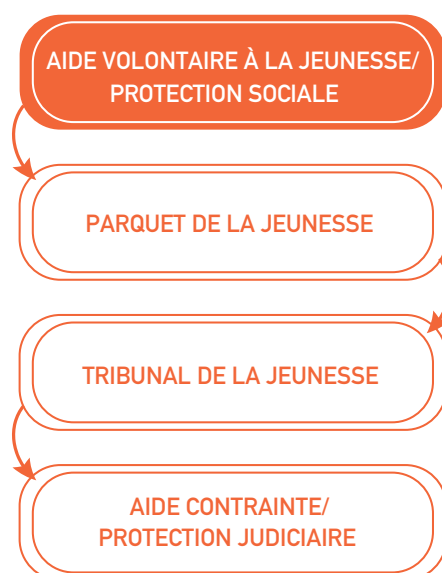 AIDE VOLONTAIRE À LA JEUNESSE/
PROTECTION SOCIALE
PARQUET DE LA JEUNESSE
TRIBUNAL DE LA JEUNESSE
AIDE CONTRAINTE/
PROTECTION JUDICIAIRE